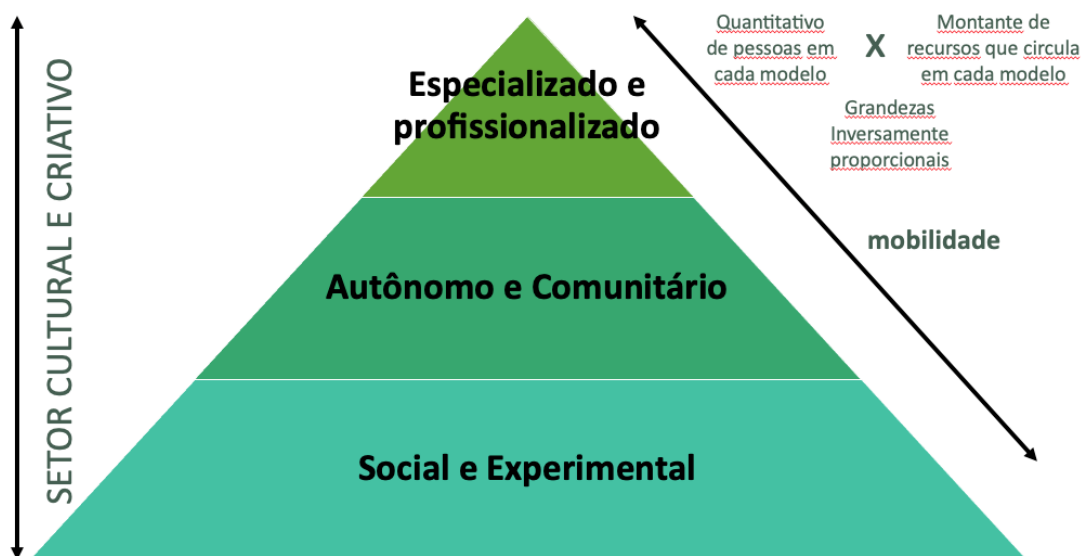 SETOR CULTURAL E CRIATIVO
Especializado e
profissionalizado
Autônomo e Comunitário
Social e Experimental
Quantitativo
de pessoas em
cada modelo
X
Montante de
recursos que circula
em cada modelo
Grandezas
Inversamente
proporcionais
mobilidade